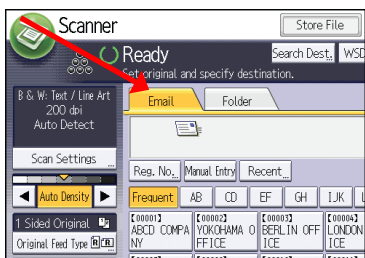 Scanner
Store File
Ready
Search Dest.
WSD
Set original and specify destination.
B & W: Text / Line Art
200 dpi
Auto Detect
Scan Settings
Auto Density
1 Sided Original
Original Feed Type
Email
Folder
Reg. No.
Manual Entry
Recent
Frequent
AB
CD
EF
GH
IJK
L
[00001]
ABCD COMPA
NY
[00002]
YOKOHAMA O
FFICE
[00003]
BERLIN OFF
ICE
[00004]
LONDON
ICE